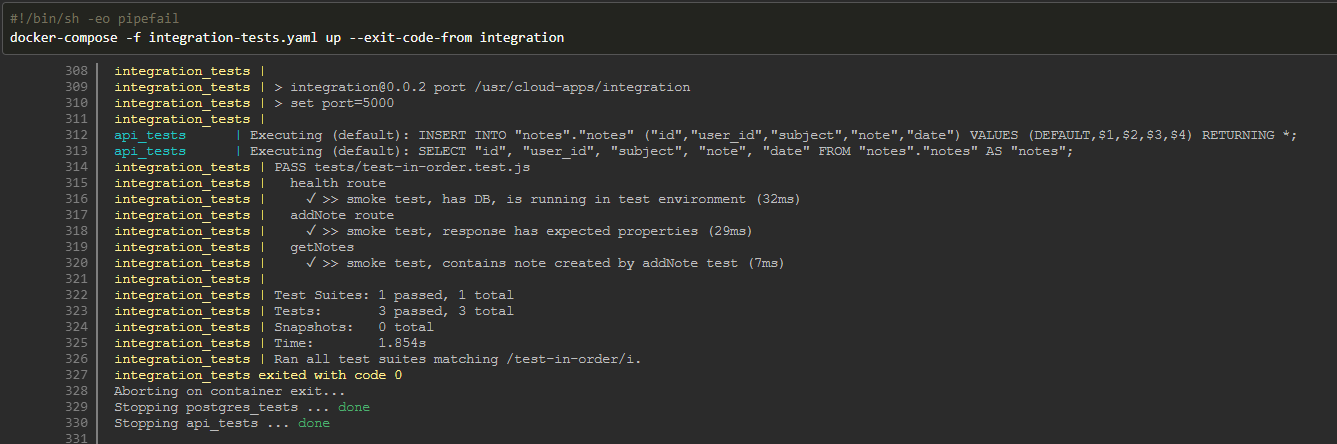 #!/bin/sh -eo pipefail
docker-compose -f integration-tests.yaml up --exit-code-from integration
308 integration_tests |
309 integration_tests | > integration@0.0.2 port /usr/cloud-apps/integration
310 integration_tests | > set port=5000
311 integration_tests |
312 api_tests | Executing (default): INSERT INTO "notes"."notes" ("id","user_id","subject","note","date") VALUES (DEFAULT,$1,$2,$3,$4) RETURNING *;
313 api_tests | Executing (default): SELECT "id", "user_id", "subject", "note", "date" FROM "notes"."notes" AS "notes";
314 integration_tests | PASS tests/test-in-order.test.js
315 integration_tests | health route
316 integration_tests | ✓ >> smoke test, has DB, is running in test environment (32ms)
317 integration_tests | addNote route
318 integration_tests | ✓ >> smoke test, response has expected properties (29ms)
319 integration_tests | getNotes
320 integration_tests | ✓ >> smoke test, contains note created by addNote test (7ms)
321 integration_tests |
322 integration_tests | Test Suites: 1 passed, 1 total
323 integration_tests | Tests: 3 passed, 3 total
324 integration_tests | Snapshots: 0 total
325 integration_tests | Time: 1.854s
326 integration_tests | Ran all test suites matching /test-in-order/i.
327 integration_tests exited with code 0
328 Aborting on container exit...
329 Stopping postgres_tests ... done
330 Stopping api_tests ... done
331